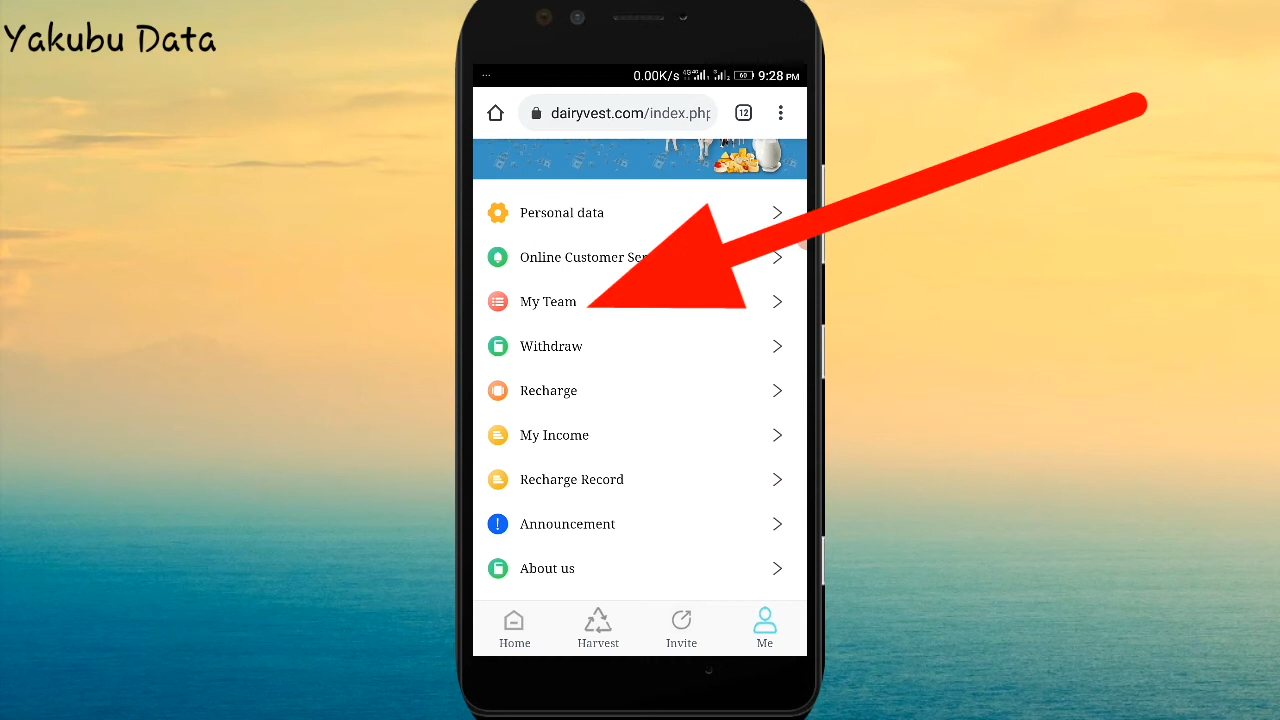 Yakubu Data
... 0.00K/s 60 9:28 PM
dairyvest.com/index.php
12
Personal data
Online Customer Ser
My Team
Withdraw
Recharge
My Income
Recharge Record
Announcement
About us
Home Harvest Invite Me